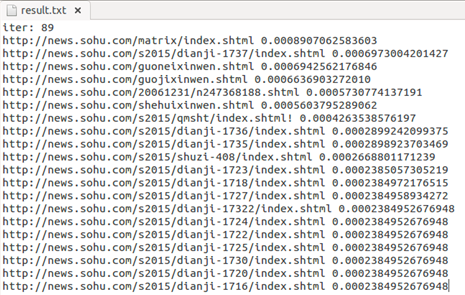 result.txt ×
iter: 89
http://news.sohu.com/matrix/index.shtml 0.0008907062583603
http://news.sohu.com/s2015/dianji-1737/index.shtml 0.0006973004201427
http://news.sohu.com/guoneixinwen.shtml 0.0006942562176846
http://news.sohu.com/guojixinwen.shtml 0.0006636903272010
http://news.sohu.com/20061231/n247368188.shtml 0.0005730774137191
http://news.sohu.com/shehuixinwen.shtml 0.0005603795289062
http://news.sohu.com/s2015/qmsht/index.shtml! 0.0004263538576197
http://news.sohu.com/s2015/dianji-1736/index.shtml 0.0002899242099375
http://news.sohu.com/s2015/dianji-1735/index.shtml 0.0002898923703469
http://news.sohu.com/s2015/shuzi-408/index.shtml 0.0002668801171239
http://news.sohu.com/s2015/dianji-1723/index.shtml 0.0002385057305219
http://news.sohu.com/s2015/dianji-1718/index.shtml 0.0002384972176515
http://news.sohu.com/s2015/dianji-1727/index.shtml 0.0002384958934272
http://news.sohu.com/s2015/dianji-17322/index.shtml 0.0002384952676948
http://news.sohu.com/s2015/dianji-1724/index.shtml 0.0002384952676948
http://news.sohu.com/s2015/dianji-1722/index.shtml 0.0002384952676948
http://news.sohu.com/s2015/dianji-1725/index.shtml 0.0002384952676948
http://news.sohu.com/s2015/dianji-1730/index.shtml 0.0002384952676948
http://news.sohu.com/s2015/dianji-1720/index.shtml 0.0002384952676948
http://news.sohu.com/s2015/dianji-1716/index.shtml 0.0002384952676948